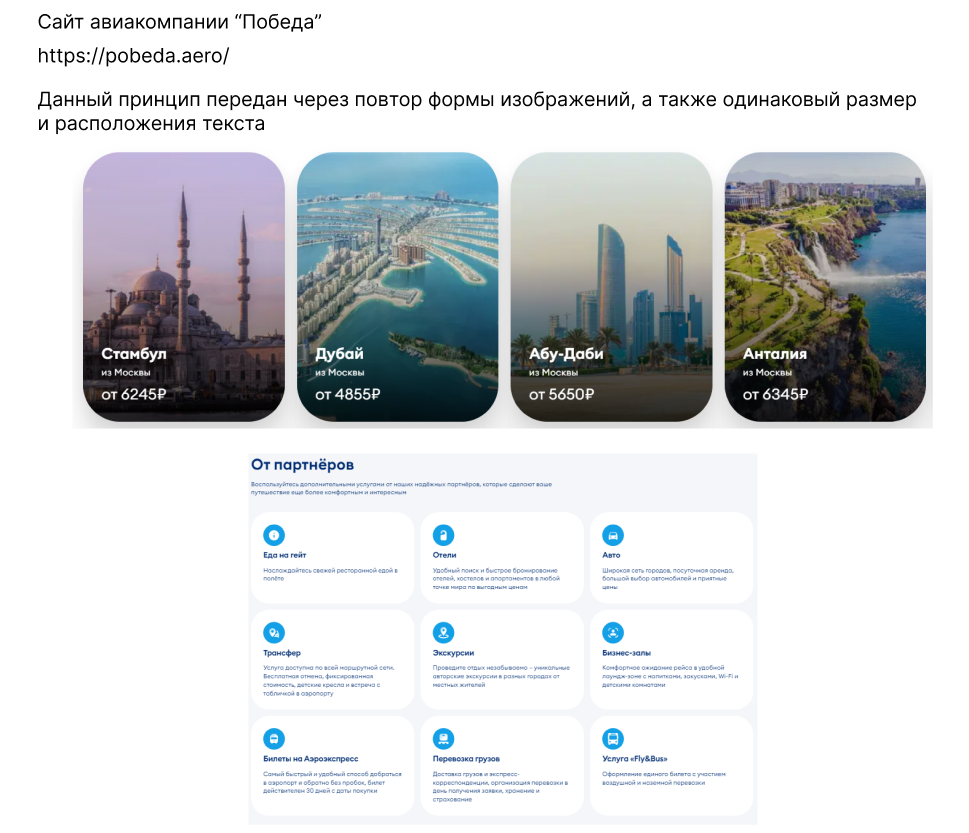 Сайт авиакомпании “Победа”
https://pobeda.aero/
Данный принцип передан через повтор формы изображений, а также одинаковый размер
и расположения текста
Стамбул
из Москвы
от 6245₽
Дубай
из Москвы
от 4855₽
Абу-Даби
из Москвы
от 5650₽
Анталия
из Москвы
от 6345₽
От партнёров
Воспользуйтесь дополнительными услугами от наших надёжных партнёров, которые сделают ваше
путешествие еще более комфортным и интересным
Еда на гейт
Наслаждайтесь свежей ресторанной едой в
полёте
Отели
Удобный поиск и быстрое бронирование
отелей, хостелов и апартаментов в любой
точке мира по выгодным ценам
Авто
Широкая сеть городов, посуточная аренда,
большой выбор автомобилей и приятные
цены
Трансфер
Услуга доступна по всей маршрутной сети.
Бесплатная отмена, фиксированная
стоимость, детские кресла и встреча с
табличкой в аэропорту
Экскурсии
Проведите отдых незабываемо – уникальные
авторские экскурсии в разных городах от
местных жителей
Бизнес-залы
Комфортное ожидание рейса в удобной
лаундж-зоне с напитками, закусками, Wi-Fi и
детскими комнатами
Билеты на Аэроэкспресс
Самый быстрый и удобный способ добраться
в аэропорт и обратно без пробок, билет
действителен 30 дней с даты покупки
Перевозка грузов
Доставка грузов и экспресс-
корреспонденции, организация перевозки в
день получения заявки, хранение и
страхование
Услуга «Fly&Bus»
Оформление единого билета с участием
воздушной и наземной перевозки